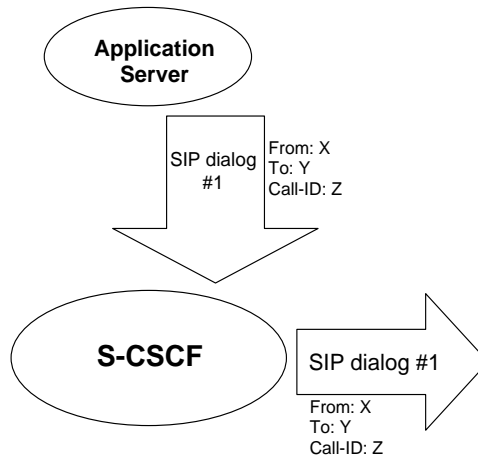 Application
Server
SIP dialog
#1
From: X
To: Y
Call-ID: Z
S-CSCF
SIP dialog #1
From: X
To: Y
Call-ID: Z